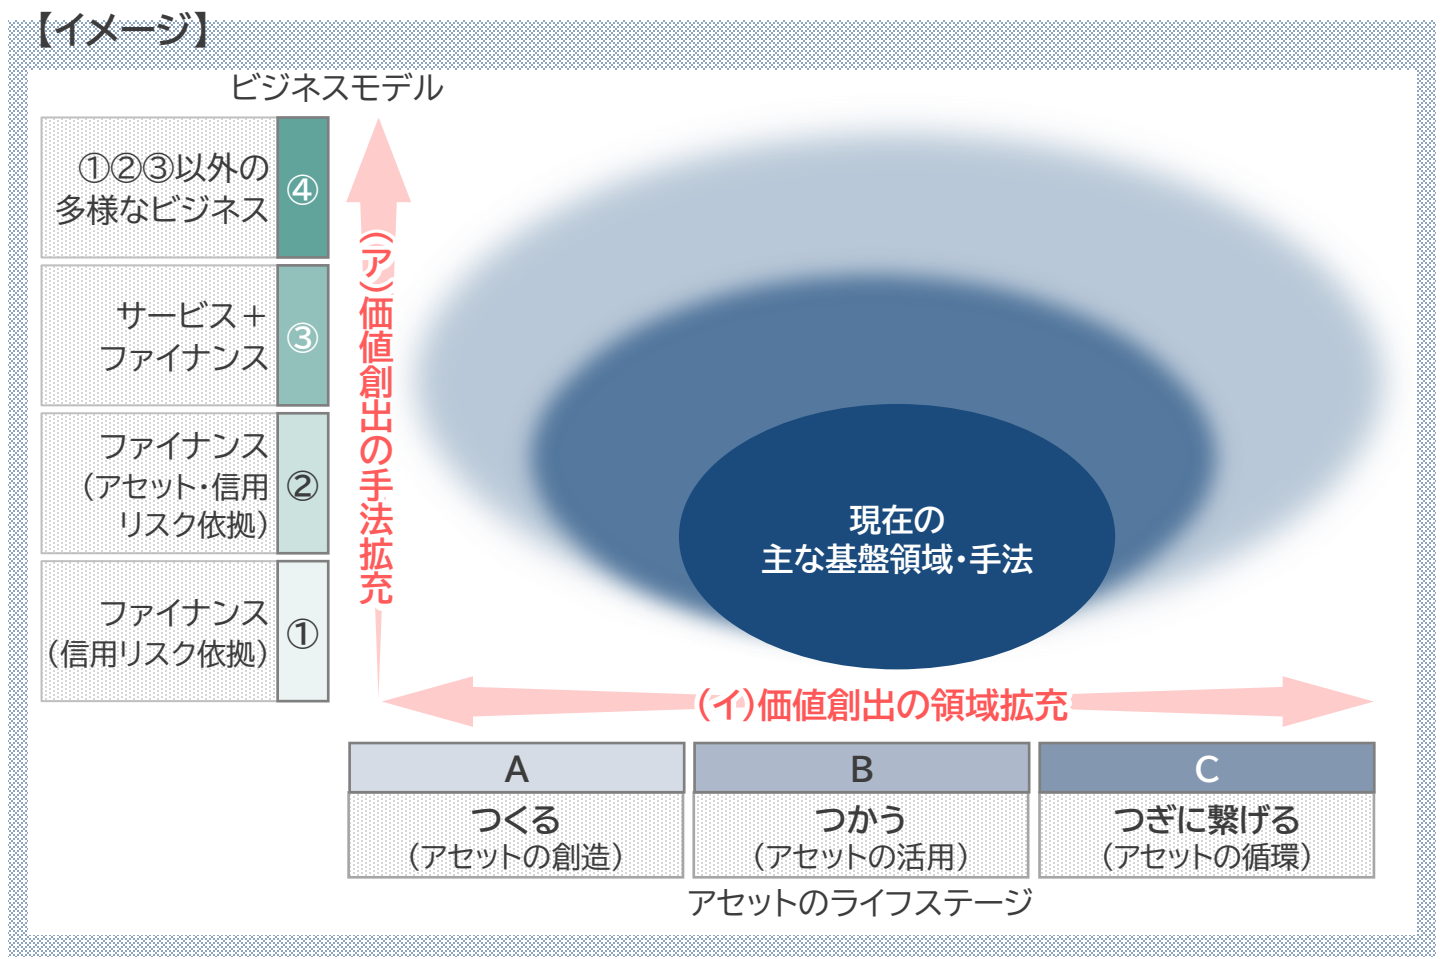 【イメージ】
ビジネスモデル
①②③以外の
多様なビジネス
④
サービス＋
ファイナンス
③
ファイナンス
（アセット・信用
リスク依拠）
②
ファイナンス
（信用リスク依拠）
①
（ア）価値創出の手法拡充
現在の
主な基盤領域・手法
（イ）価値創出の領域拡充
A
つくる
（アセットの創造）
B
つかう
（アセットの活用）
C
つぎに繋げる
（アセットの循環）
アセットのライフステージ